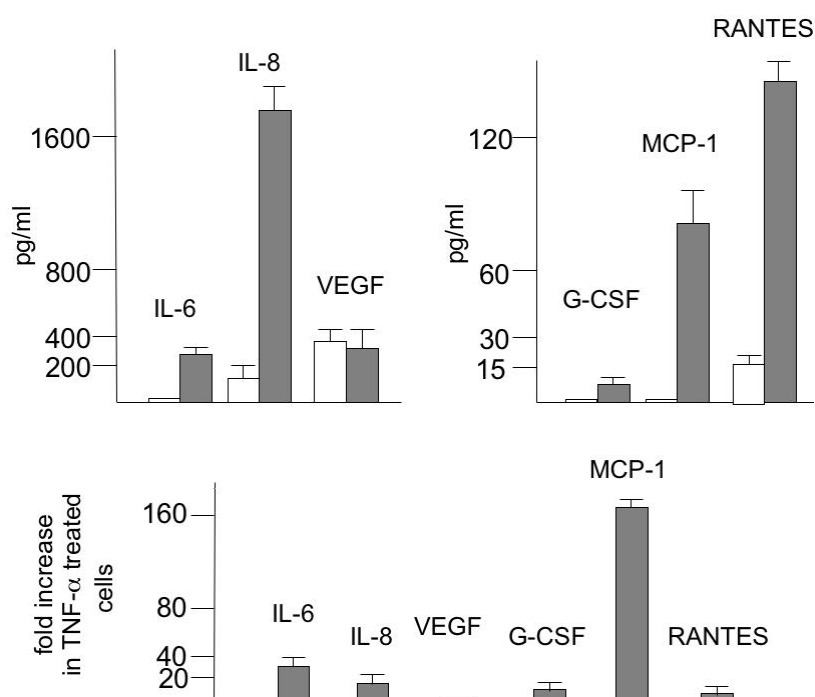 RANTES
IL-8
1600
120
MCP-1
pg/ml
pg/ml
800
60
VEGF
G-CSF
IL-6
400
30
200
15
MCP-1
160
fold increase
in TNF-α treated
cells
80
IL-6
VEGF
IL-8
G-CSF
RANTES
40
20